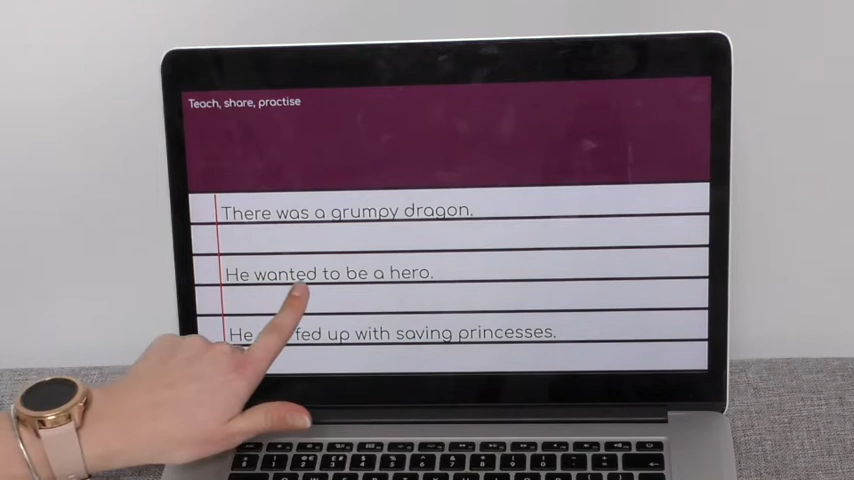 Teach, share, practise
There was a grumpy dragon.
He wanted to be a hero.
He fed up with saving princesses.